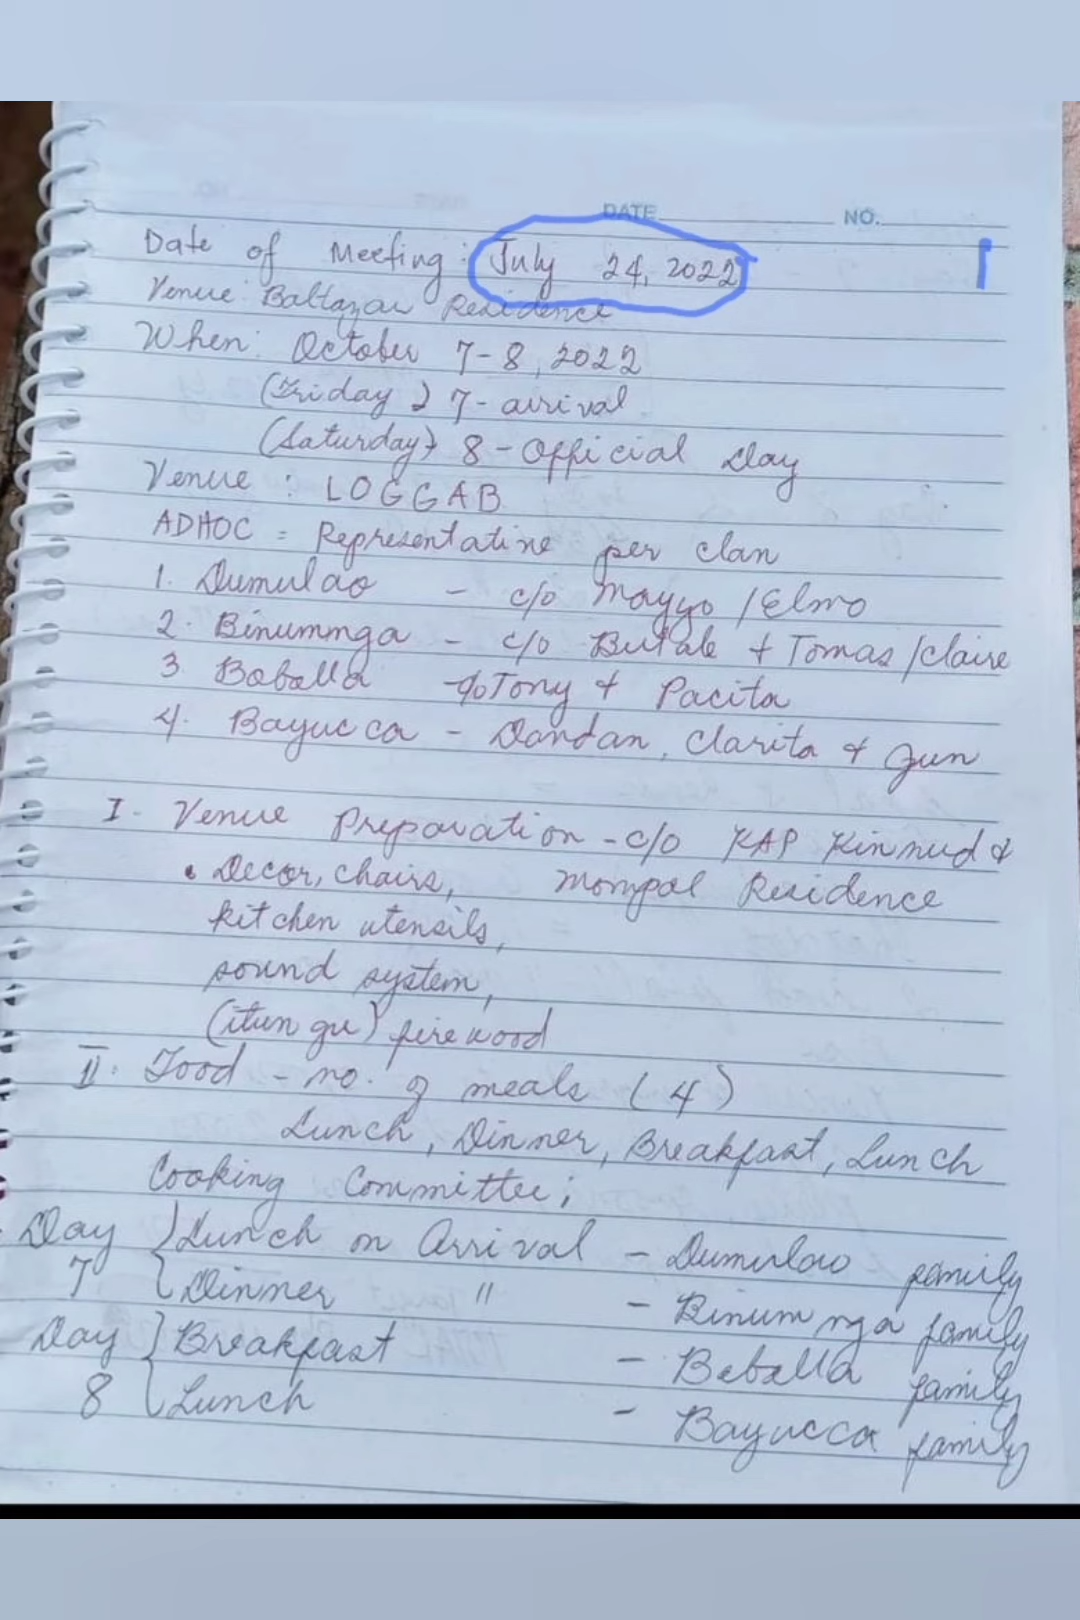 DATE NO.
Date of Meeting: July 24, 2022
Venue: Baltazar Residence
When: October 7-8, 2022
(Friday) 7- arrival
(Saturday) 8 - Official day
Venue : LOGGAB
ADHOC = Representative per clan
1. Dumulao - c/o Mayyo /Elmo
2. Binummga - c/o Butale + Tomas /Claire
3 Baballa - c/o Tony + Pacita
4. Bayucca - Dandan, Clarita & Jun
I. Venue Preparation - c/o KAP Kinnud &
• Decor, chairs, Mompal Residence
kitchen utensils,
sound system,
(itun gu) firewood
II. Food - no. of meals (4)
Lunch, Dinner, Breakfast, Lunch
Cooking Committee;
Day 7 } Lunch on Arrival - Dumulao family
{ Dinner " - Binumnga family
Day 8 } Breakfast - Baballa family
{ Lunch - Bayucca family